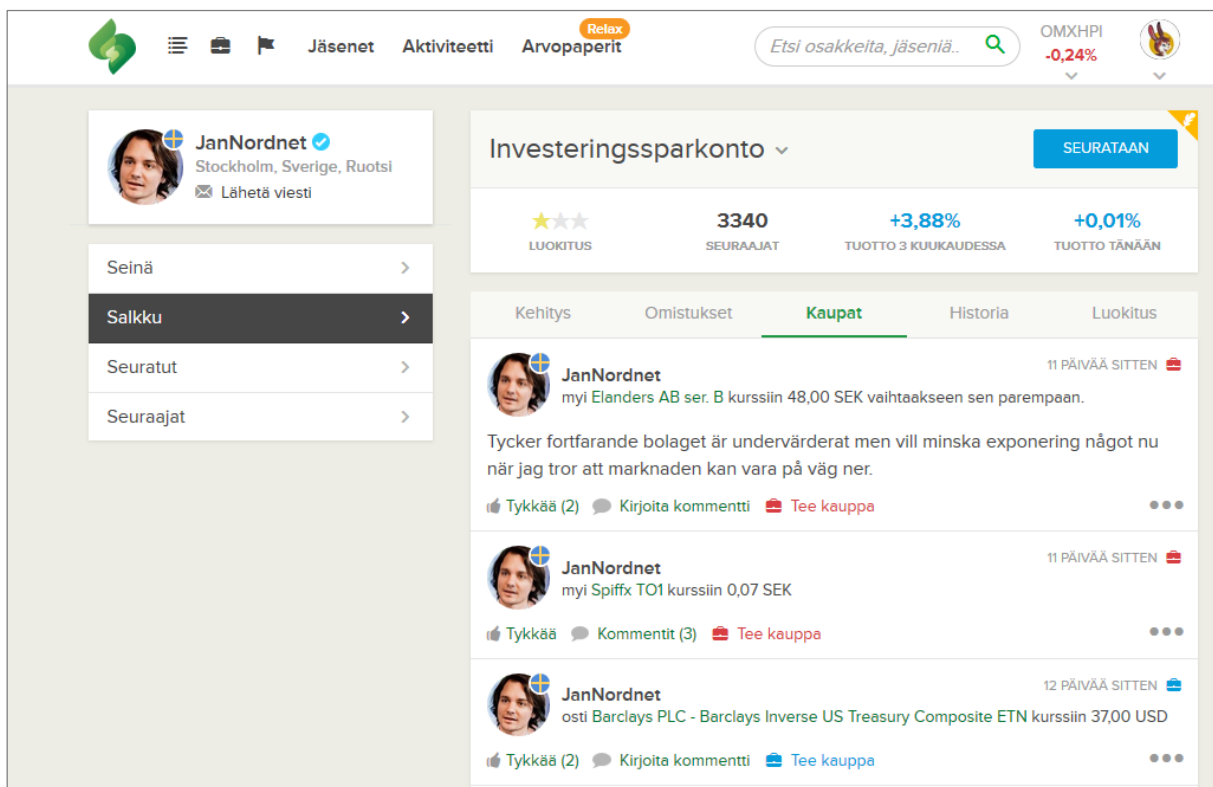 Relax
Jäsenet Aktiviteetti Arvopaperit
Etsi osakkeita, jäseniä..
OMXHPI
-0,24%
JanNordnet
Stockholm, Sverige, Ruotsi
Lähetä viesti
Seinä
Salkku
Seuratut
Seuraajat
Investeringssparkonto
SEURATAAN
3340 +3,88% +0,01%
LUOKITUS SEURAAJAT TUOTTO 3 KUUKAUDESSA TUOTTO TÄNÄÄN
Kehitys Omistukset Kaupat Historia Luokitus
11 PÄIVÄÄ SITTEN
JanNordnet
myi Elanders AB ser. B kurssiin 48,00 SEK vaihtaakseen sen parempaan.
Tycker fortfarande bolaget är undervärderat men vill minska exponering något nu
när jag tror att marknaden kan vara på väg ner.
Tykkää (2) Kirjoita kommentti Tee kauppa
11 PÄIVÄÄ SITTEN
JanNordnet
myi Spiffx TO1 kurssiin 0,07 SEK
Tykkää Kommentit (3) Tee kauppa
12 PÄIVÄÄ SITTEN
JanNordnet
osti Barclays PLC - Barclays Inverse US Treasury Composite ETN kurssiin 37,00 USD
Tykkää (2) Kirjoita kommentti Tee kauppa